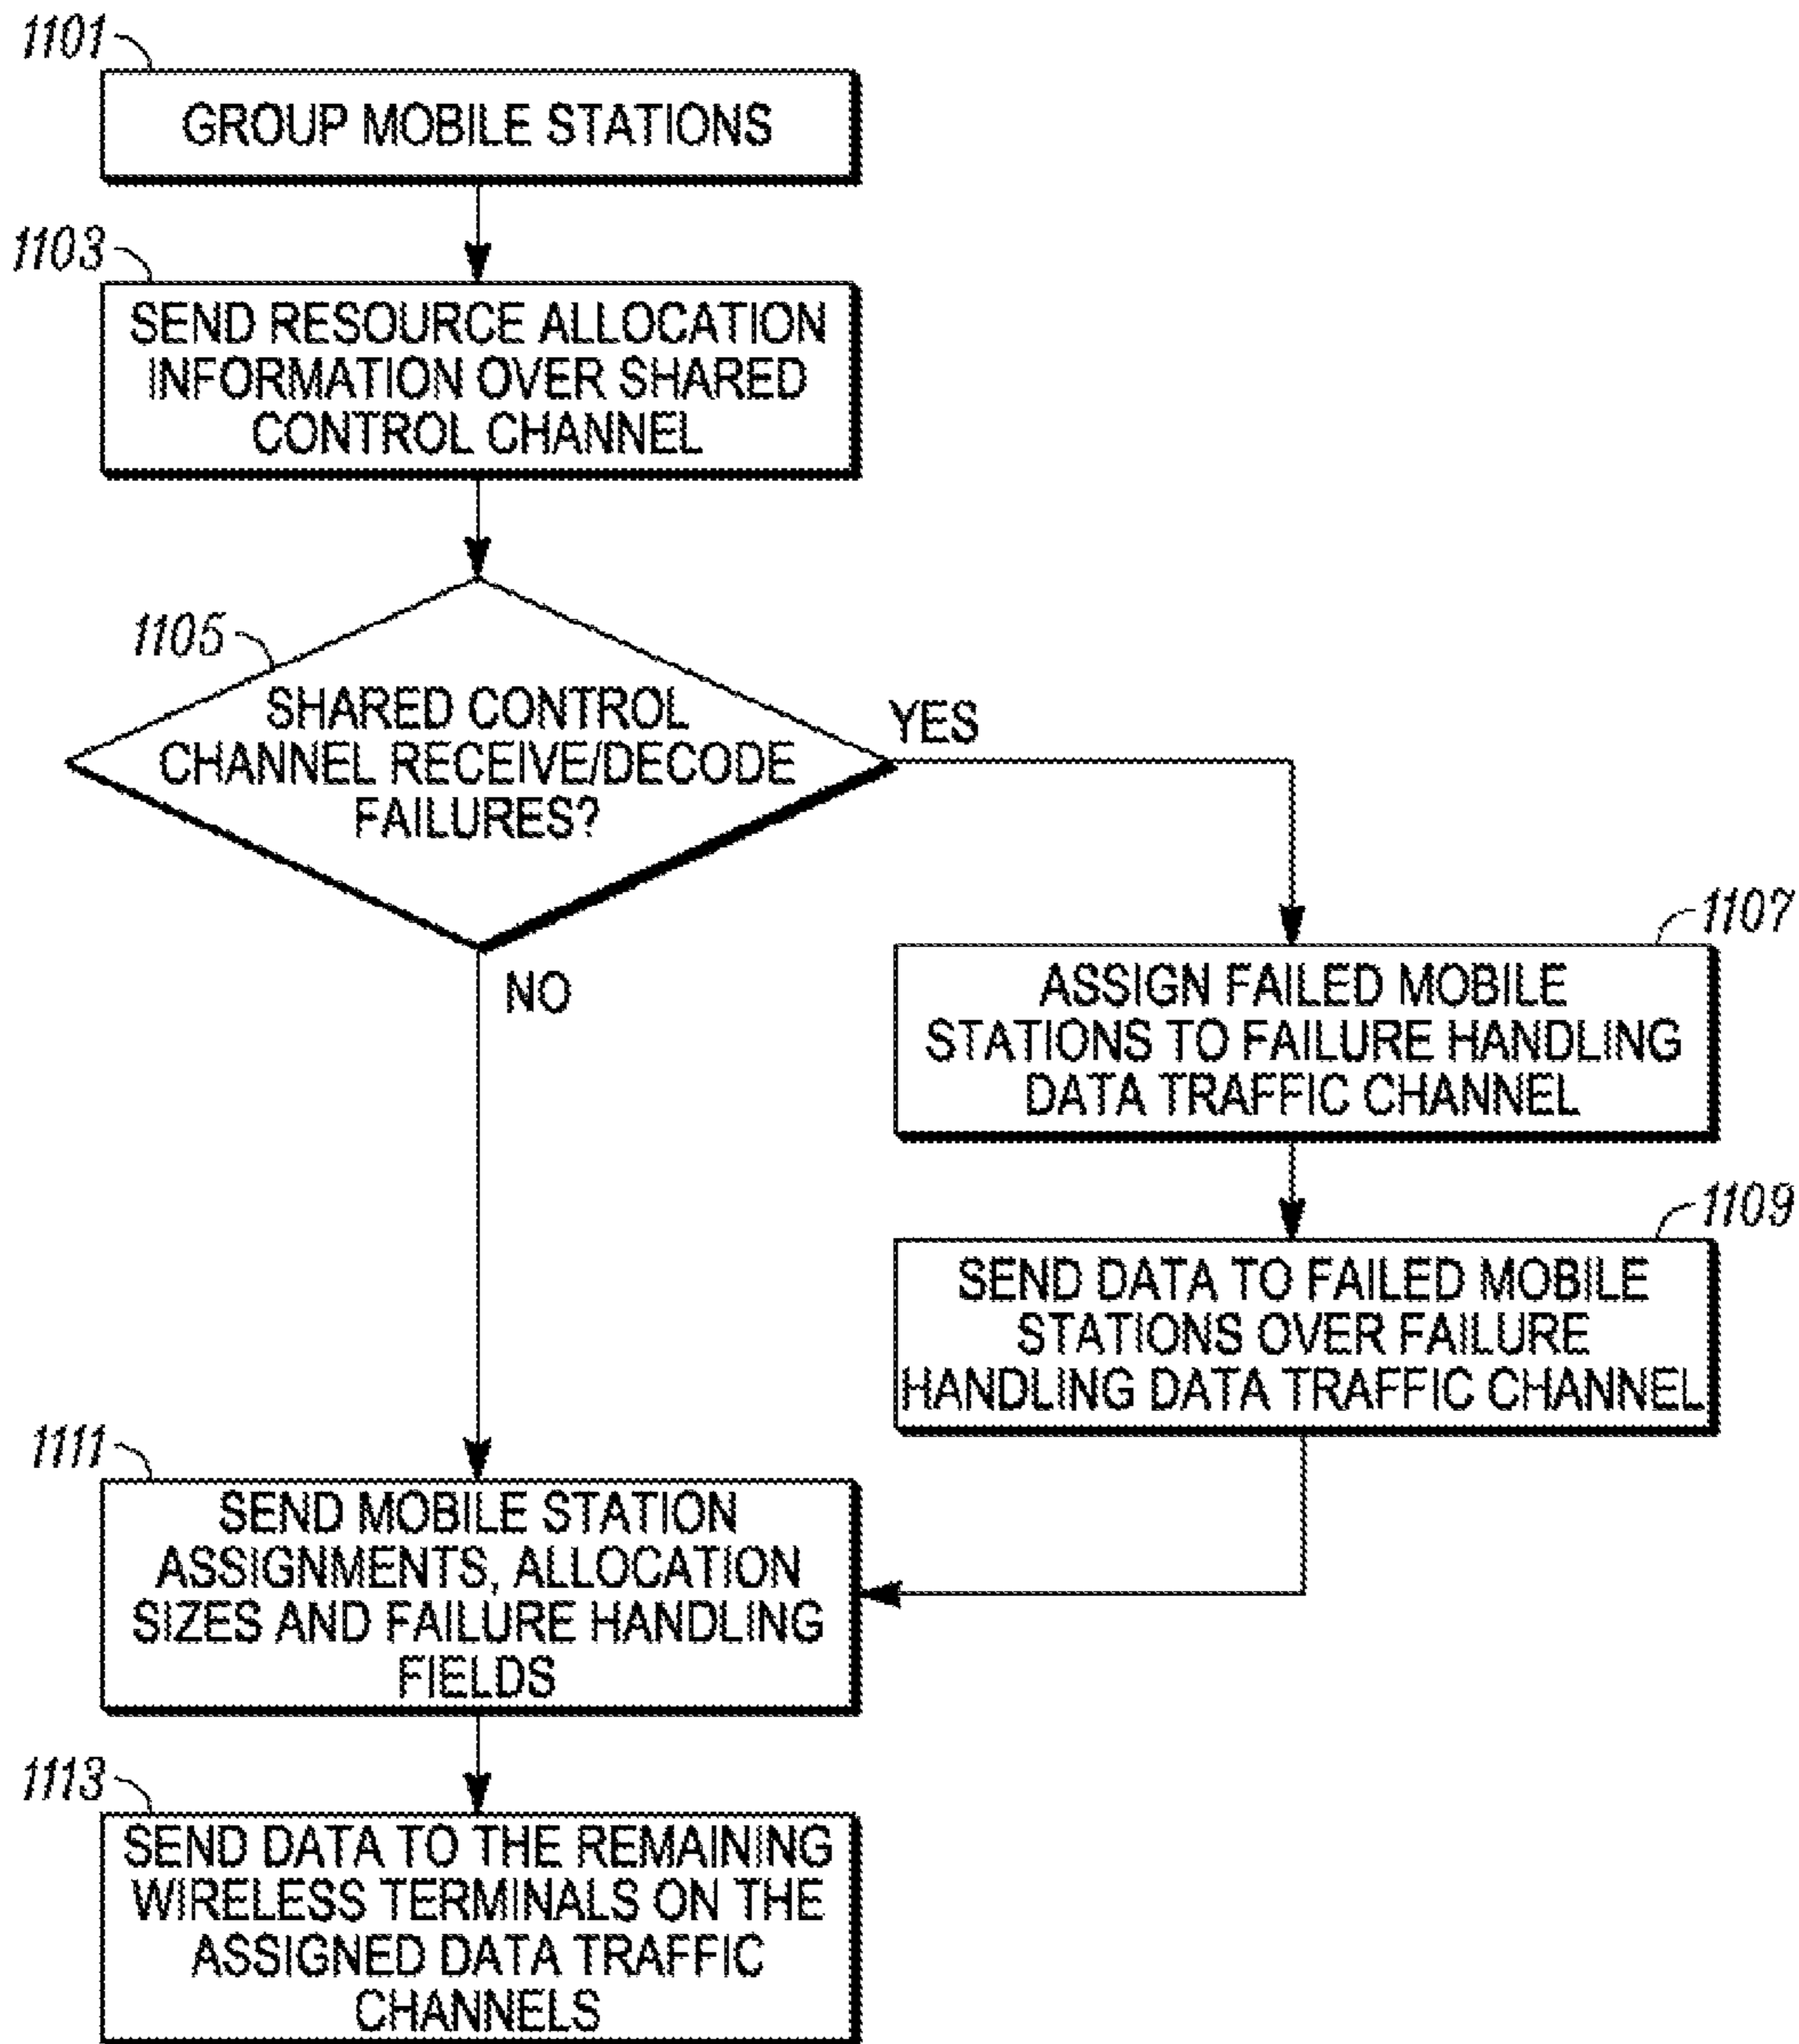 1101
GROUP MOBILE STATIONS
1103
SEND RESOURCE ALLOCATION
INFORMATION OVER SHARED
CONTROL CHANNEL
1105
SHARED CONTROL
CHANNEL RECEIVE/DECODE
FAILURES?
YES
NO
1107
ASSIGN FAILED MOBILE
STATIONS TO FAILURE HANDLING
DATA TRAFFIC CHANNEL
1109
SEND DATA TO FAILED MOBILE
STATIONS OVER FAILURE
HANDLING DATA TRAFFIC CHANNEL
1111
SEND MOBILE STATION
ASSIGNMENTS, ALLOCATION
SIZES AND FAILURE HANDLING
FIELDS
1113
SEND DATA TO THE REMAINING
WIRELESS TERMINALS ON THE
ASSIGNED DATA TRAFFIC
CHANNELS